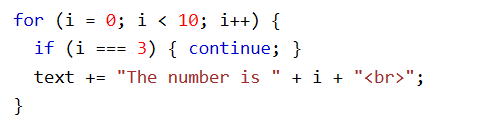 for (i = 0; i < 10; i++) {
  if (i === 3) { continue; }
  text += "The number is " + i + "<br>";
}